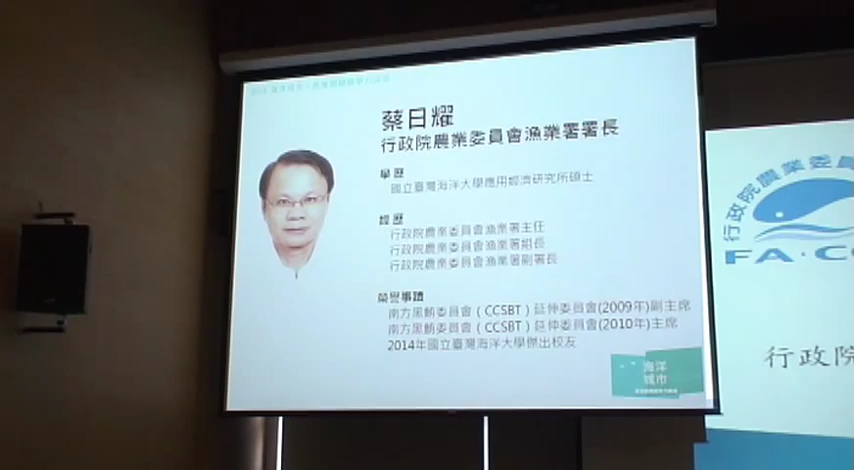 蔡日耀
行政院農業委員會漁業署署長
學歷
國立臺灣海洋大學應用經濟研究所碩士
經歷
行政院農業委員會漁業署主任
行政院農業委員會漁業署組長
行政院農業委員會漁業署副署長
榮譽事蹟
南方黑鮪委員會（CCSBT）延伸委員會(2009年)副主席
南方黑鮪委員會（CCSBT）延伸委員會(2010年)主席
2014年國立臺灣海洋大學傑出校友
海洋
城市
行政院農業委員
FA·CO
行政院